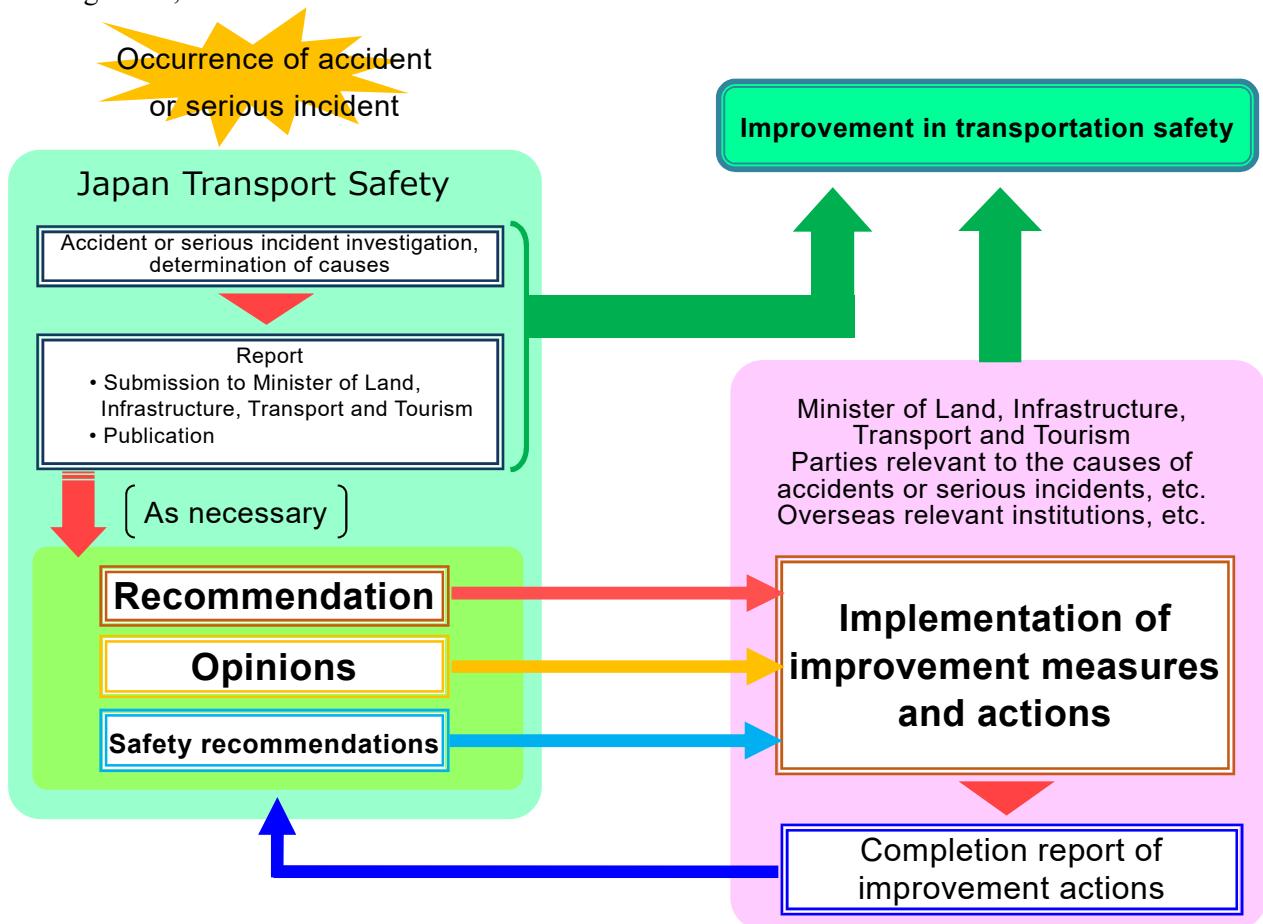 Occurrence of accident
or serious incident
Improvement in transportation safety
Japan Transport Safety
Accident or serious incident investigation,
determination of causes
Report
• Submission to Minister of Land,
Infrastructure, Transport and Tourism
• Publication
As necessary
Recommendation
Opinions
Safety recommendations
Minister of Land, Infrastructure,
Transport and Tourism
Parties relevant to the causes of
accidents or serious incidents, etc.
Overseas relevant institutions, etc.
Implementation of
improvement measures
and actions
Completion report of
improvement actions